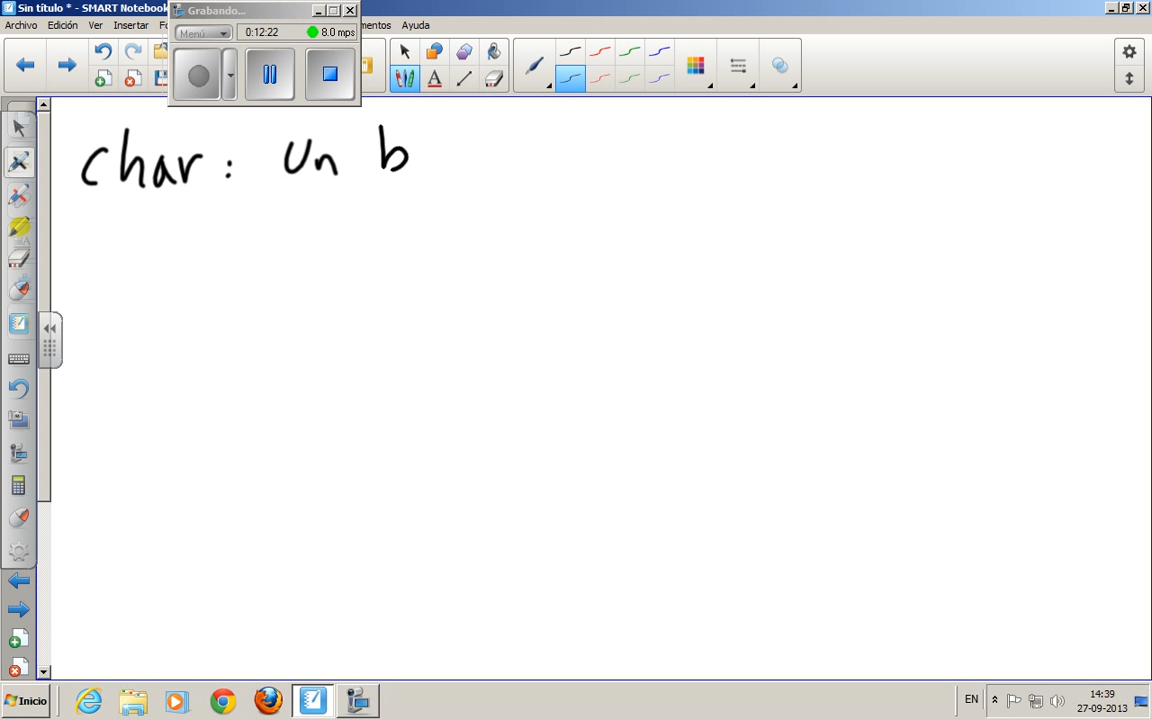 Sin título * - SMART Notebook
Grabando...
Archivo Edición Ver Insertar
Menú 0:12:22 8.0 mps
Ayuda
char: Un b
Inicio
EN
14:39
27-09-2013